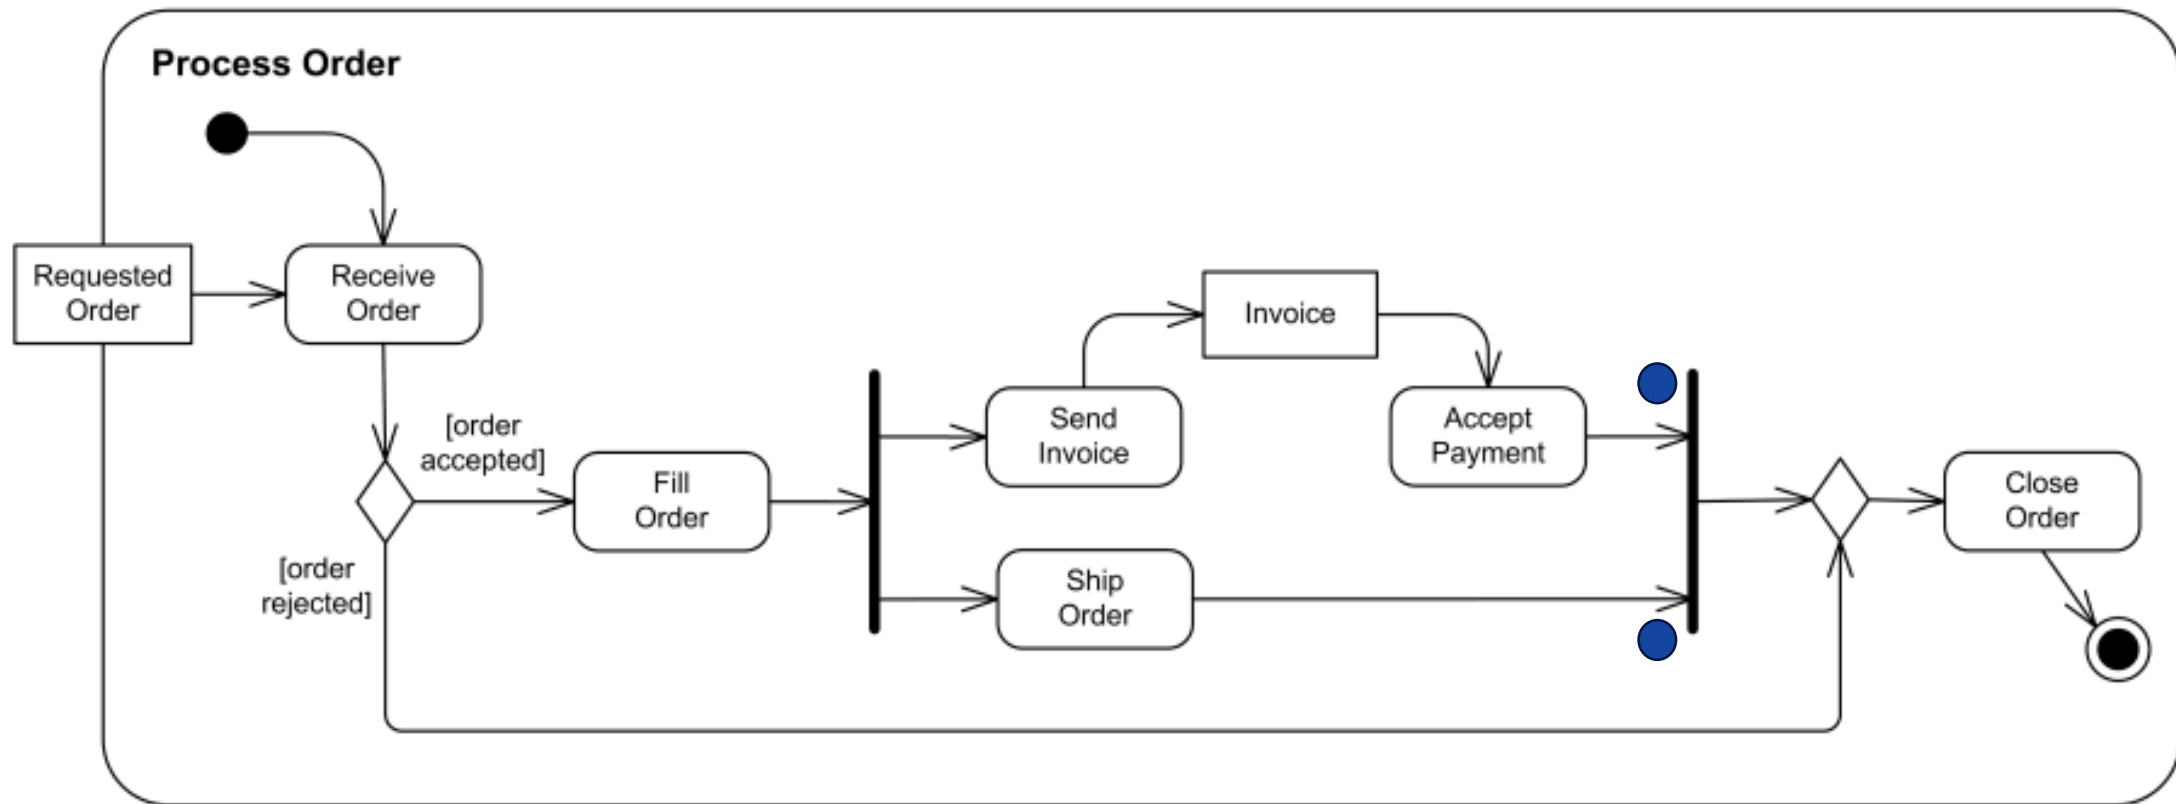 Process Order
Requested
Order
Receive
Order
[order
accepted]
[order
rejected]
Fill
Order
Send
Invoice
Invoice
Accept
Payment
Ship
Order
Close
Order